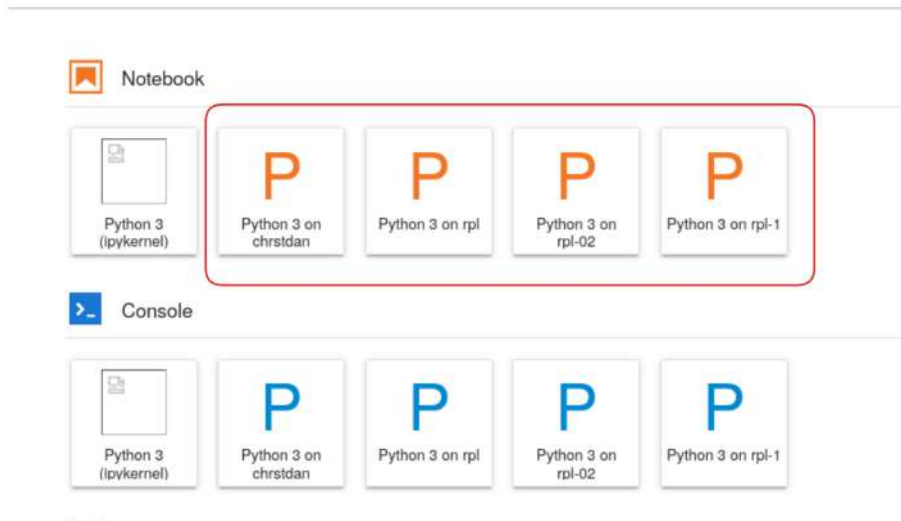 Notebook
Python 3
(ipykernel)
P
Python 3 on
chrstdan
P
Python 3 on rpl
P
Python 3 on
rpl-02
P
Python 3 on rpl-1
Console
Python 3
(ipykernel)
P
Python 3 on
chrstdan
P
Python 3 on rpl
P
Python 3 on
rpl-02
P
Python 3 on rpl-1